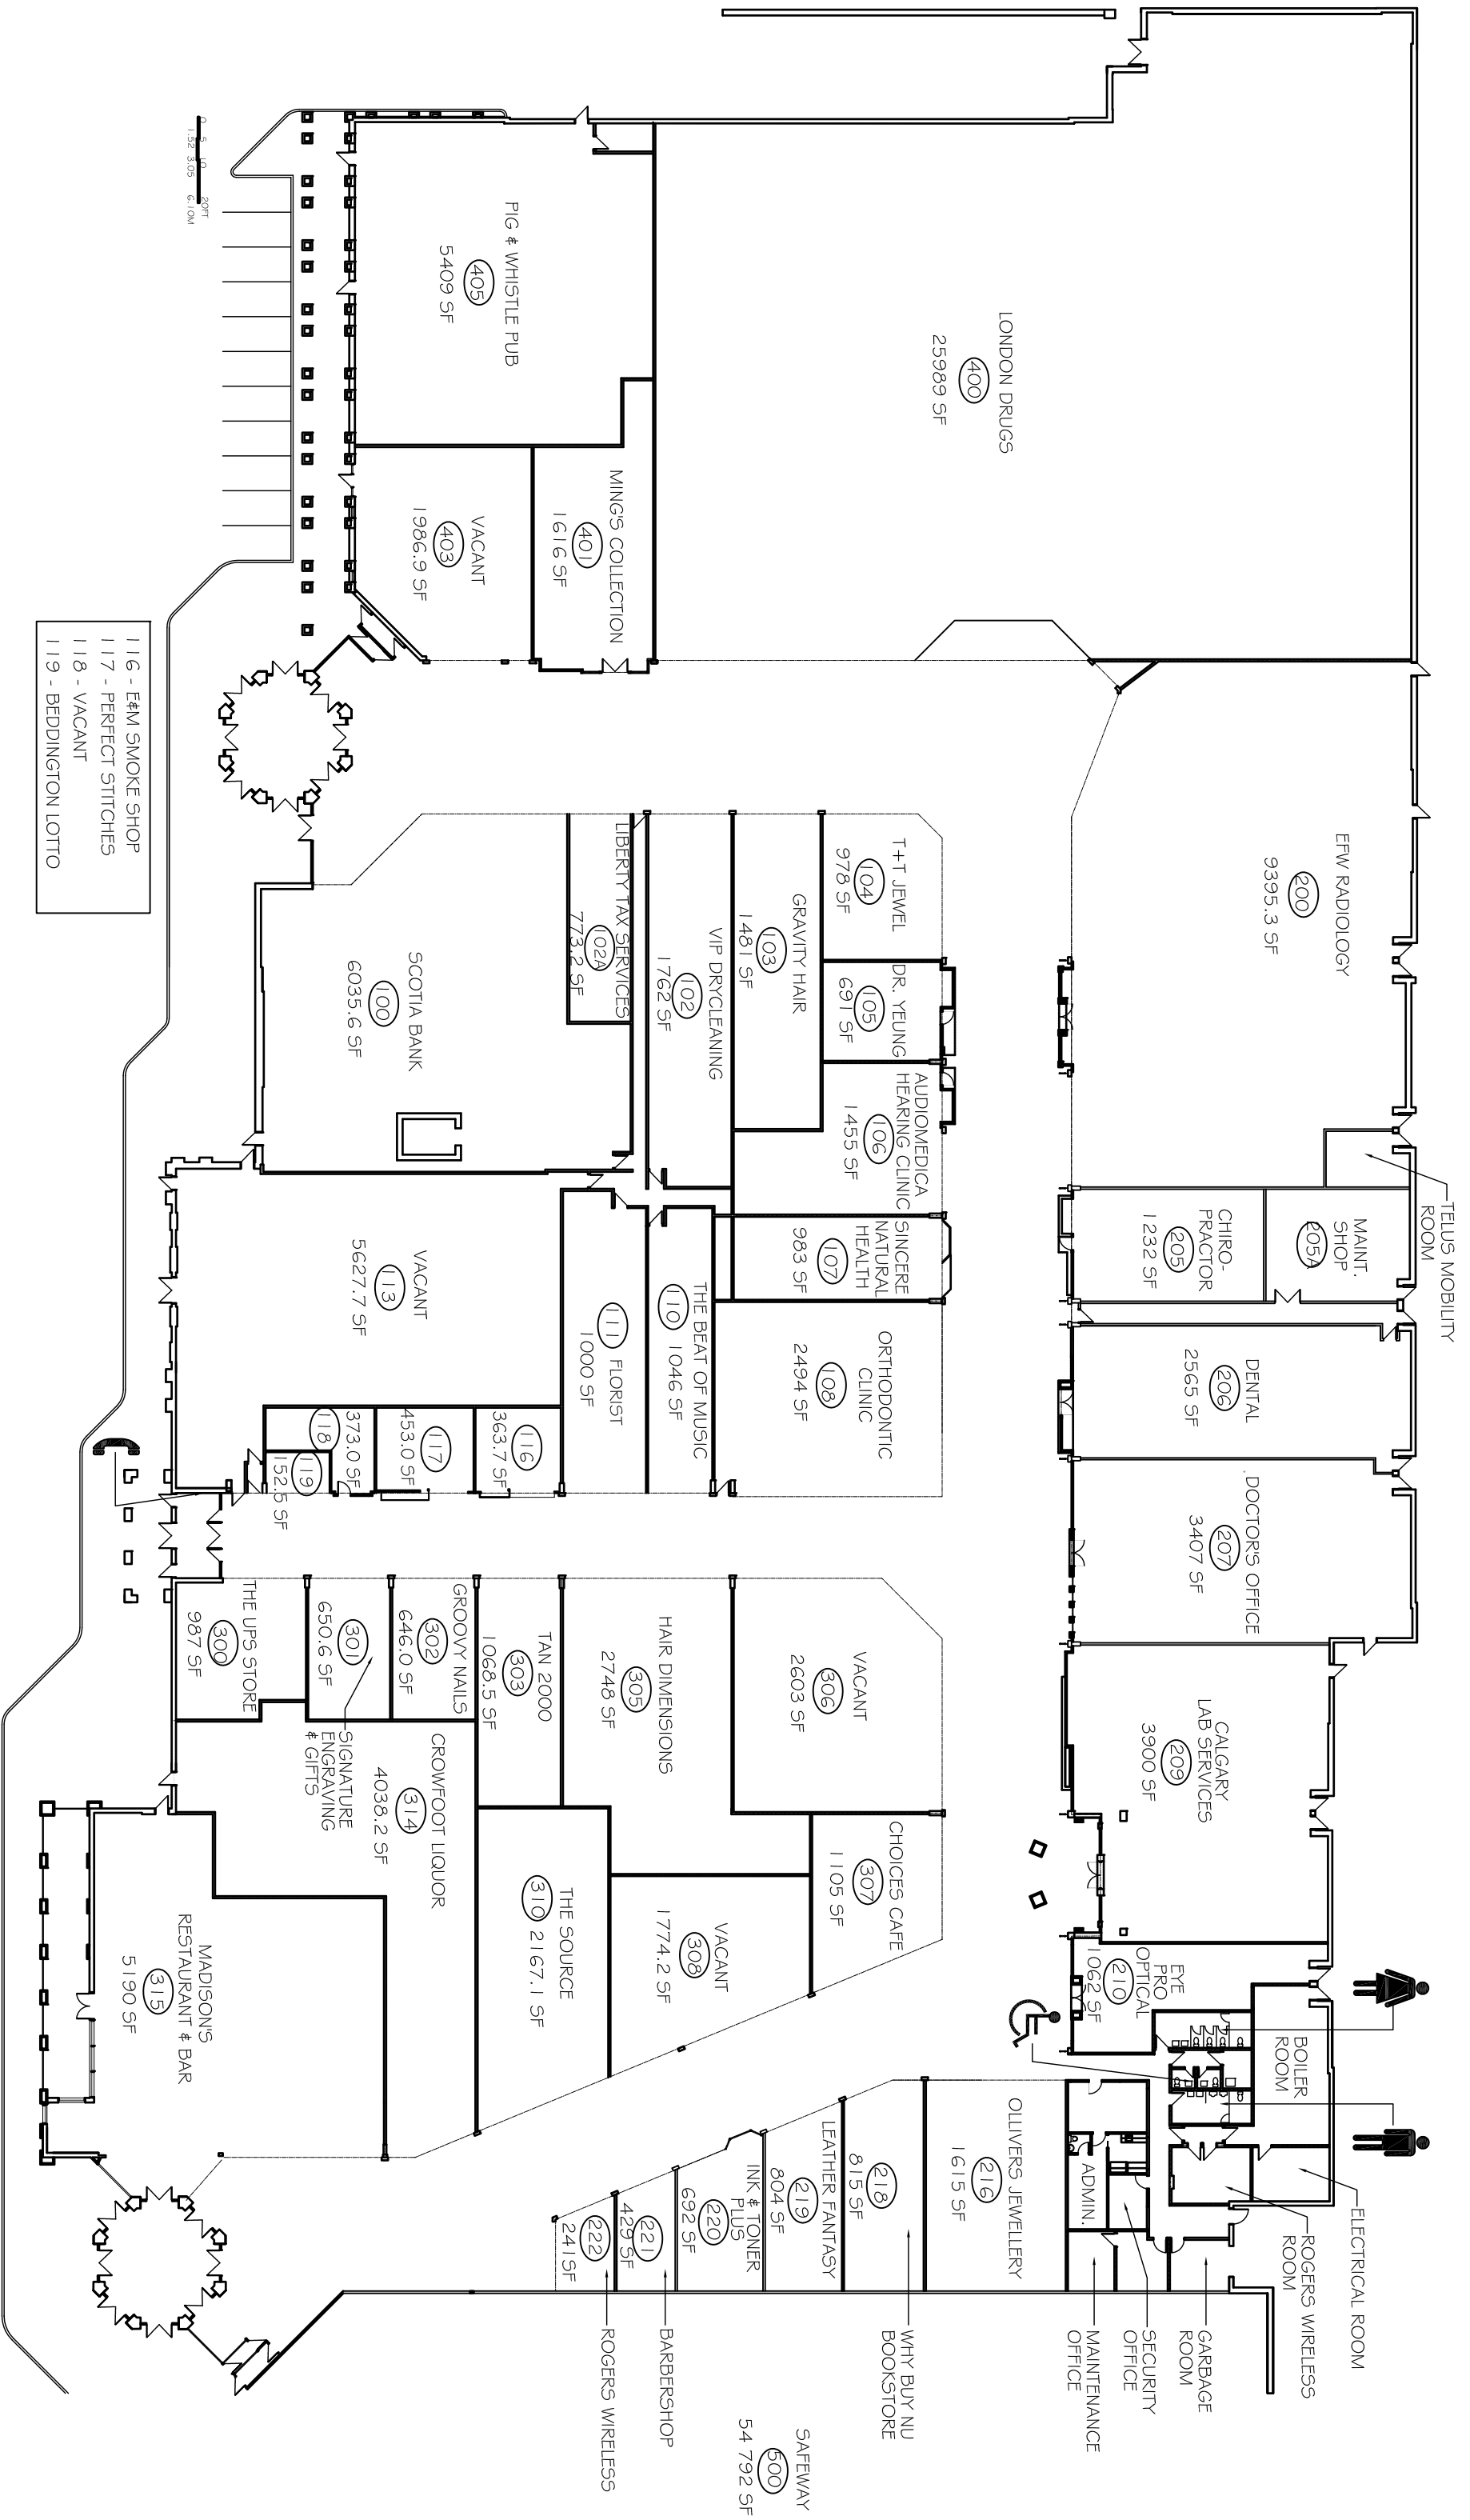 LONDON DRUGS
400
25989 SF
PIG & WHISTLE PUB
405
5409 SF
MING'S COLLECTION
401
1616 SF
VACANT
403
1986.9 SF
0 5 10 20FT
1.52 3.05 6.10M
116 - E&M SMOKE SHOP
117 - PERFECT STITCHES
118 - VACANT
119 - BEDDINGTON LOTTO
EFW RADIOLOGY
200
9395.3 SF
TELUS MOBILITY
ROOM
MAINT.
SHOP
205A
CHIRO-
PRACTOR
205
1232 SF
DENTAL
206
2565 SF
DOCTOR'S OFFICE
207
3407 SF
CALGARY
LAB SERVICES
209
3900 SF
EYE
PRO
OPTICAL
210
1062 SF
BOILER
ROOM
ELECTRICAL ROOM
ROGERS WIRELESS
ROOM
GARBAGE
ROOM
SECURITY
OFFICE
MAINTENANCE
OFFICE
ADMIN.
T+T JEWEL
104
978 SF
DR. YEUNG
105
691 SF
AUDIOMEDICA
HEARING CLINIC
106
1455 SF
SINCERE
NATURAL
HEALTH
107
983 SF
ORTHODONTIC
CLINIC
108
2494 SF
GRAVITY HAIR
103
1481 SF
VIP DRYCLEANING
102
1762 SF
LIBERTY TAX SERVICES
102A
773.2 SF
SCOTIA BANK
100
6035.6 SF
THE BEAT OF MUSIC
110
1046 SF
111 FLORIST
1000 SF
VACANT
113
5627.7 SF
116
363.7 SF
117
453.0 SF
373.0 SF
118
119
152.5 SF
VACANT
306
2603 SF
HAIR DIMENSIONS
305
2748 SF
TAN 2000
303
1068.5 SF
GROOVY NAILS
302
646.0 SF
301
650.6 SF
SIGNATURE
ENGRAVING
& GIFTS
THE UPS STORE
300
987 SF
CHOICES CAFE
307
1105 SF
VACANT
308
1774.2 SF
THE SOURCE
310 2167.1 SF
CROWFOOT LIQUOR
314
4038.2 SF
MADISON'S
RESTAURANT & BAR
315
5190 SF
OLLIVERS JEWELLERY
216
1615 SF
WHY BUY NU
BOOKSTORE
218
815 SF
LEATHER FANTASY
219
804 SF
INK & TONER
PLUS
220
692 SF
BARBERSHOP
221
429 SF
ROGERS WIRELESS
222
241SF
SAFEWAY
500
54 792 SF